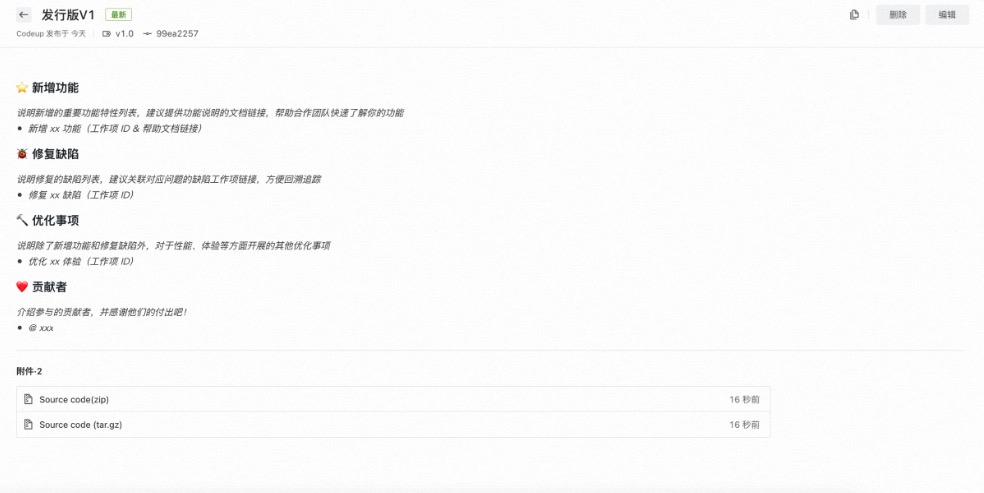 发行版V1 最新 删除 编辑
Codeup 发布于 今天 v1.0 99ea2257
新增功能
说明新增的重要功能特性列表，建议提供功能说明的文档链接，帮助合作团队快速了解你的功能
• 新增 xx 功能（工作项 ID & 帮助文档链接）
修复缺陷
说明修复的缺陷列表，建议关联对应问题的缺陷工作项链接，方便回溯追踪
• 修复 xx 缺陷（工作项 ID）
优化事项
说明除了新增功能和修复缺陷外，对于性能、体验等方面开展的其他优化事项
• 优化 xx 体验（工作项 ID）
贡献者
介绍参与的贡献者，并感谢他们的付出吧！
• @ xxx
附件·2
Source code(zip) 16 秒前
Source code (tar.gz) 16 秒前